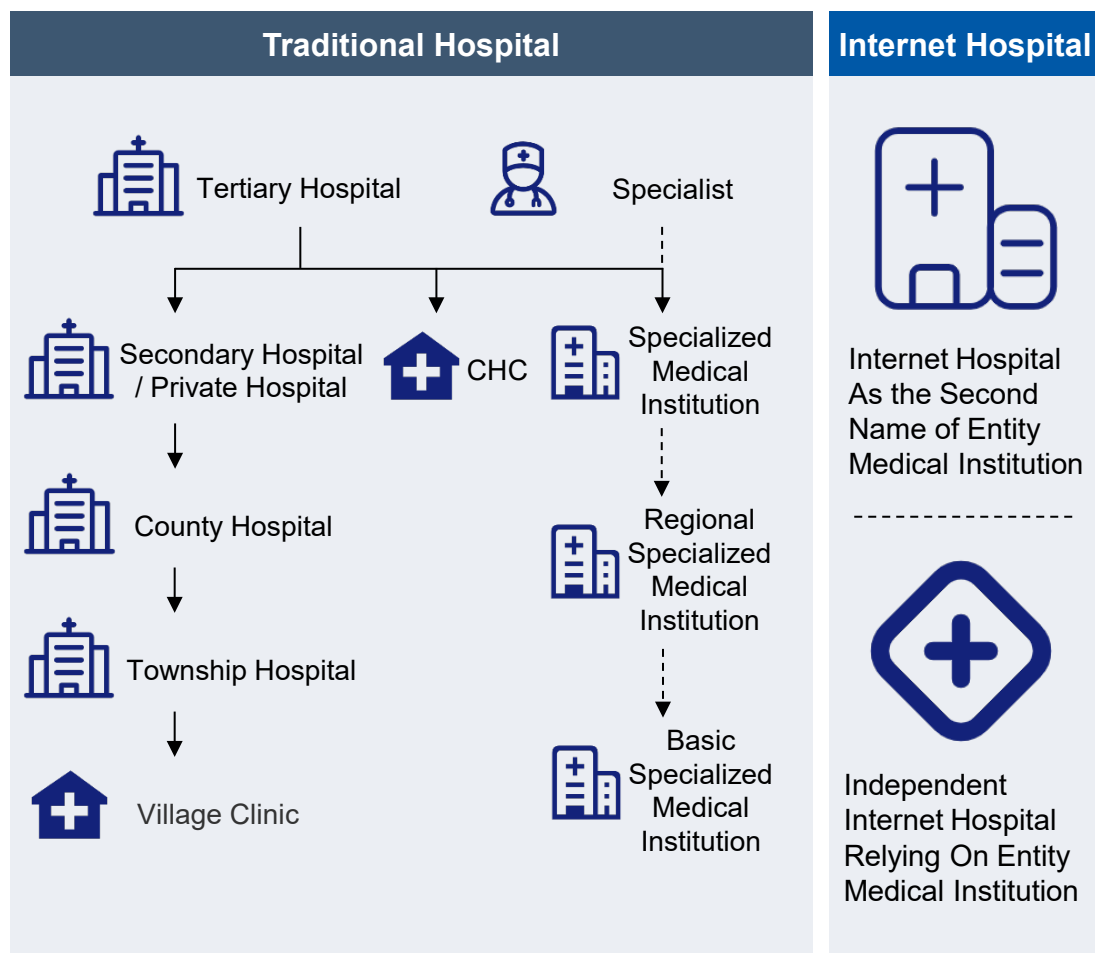 Traditional Hospital
Internet Hospital
Tertiary Hospital
Specialist
Secondary Hospital
/ Private Hospital
CHC
Specialized
Medical
Institution
County Hospital
Regional
Specialized
Medical
Institution
Township Hospital
Village Clinic
Basic
Specialized
Medical
Institution
Internet Hospital
As the Second
Name of Entity
Medical Institution
Independent
Internet Hospital
Relying On Entity
Medical Institution